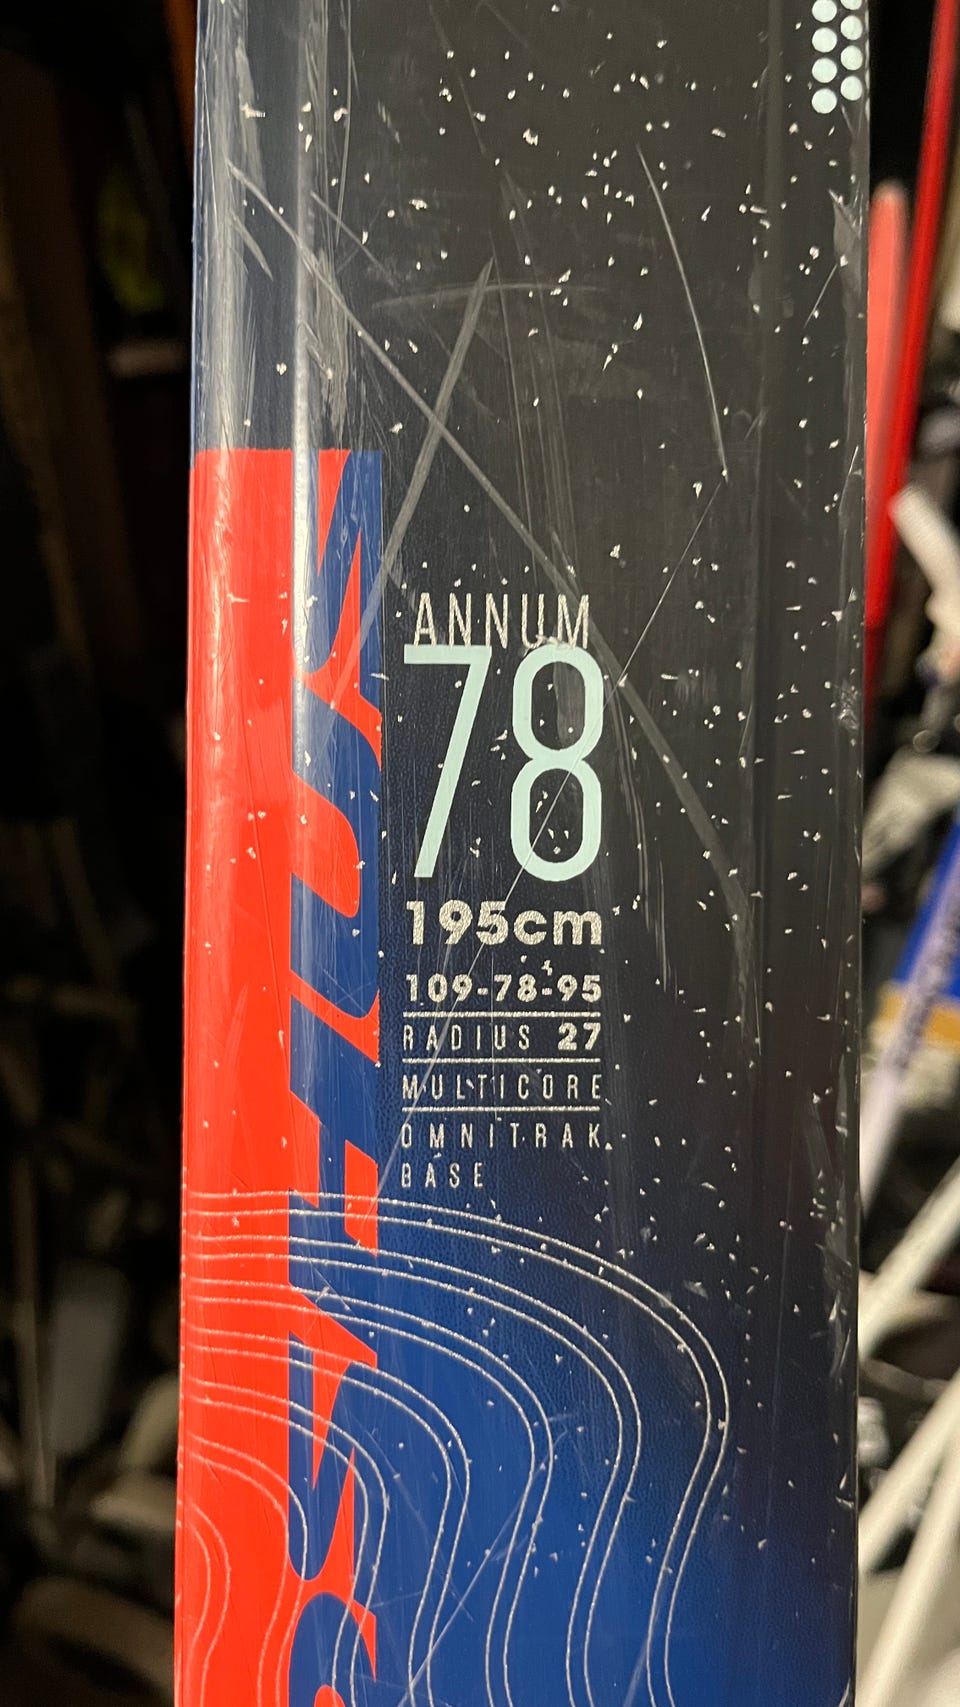 ANNUM
78
195cm
109-78-95
RADIUS 27
MULTICORE
OMNITRAK
BASE